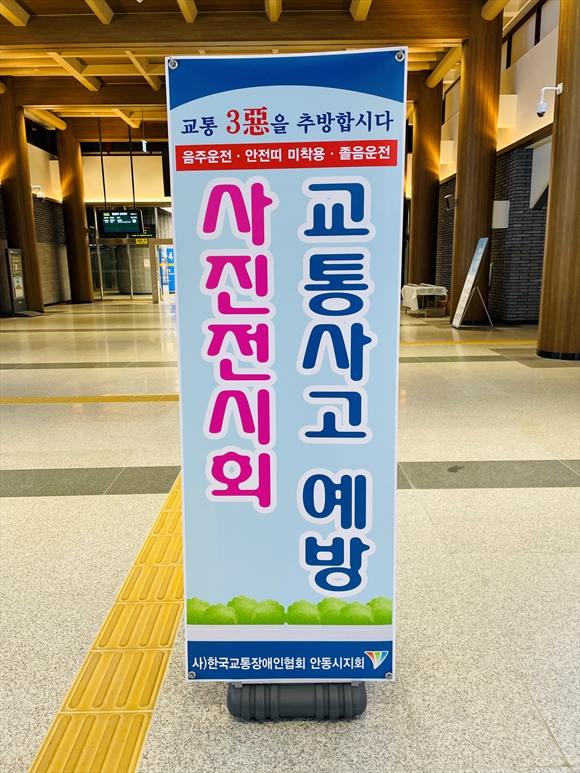 교통 3惡을 추방합시다
음주운전 · 안전띠 미착용 · 졸음운전
교통사고 예방
사진전시회
사)한국교통장애인협회 안동시지회